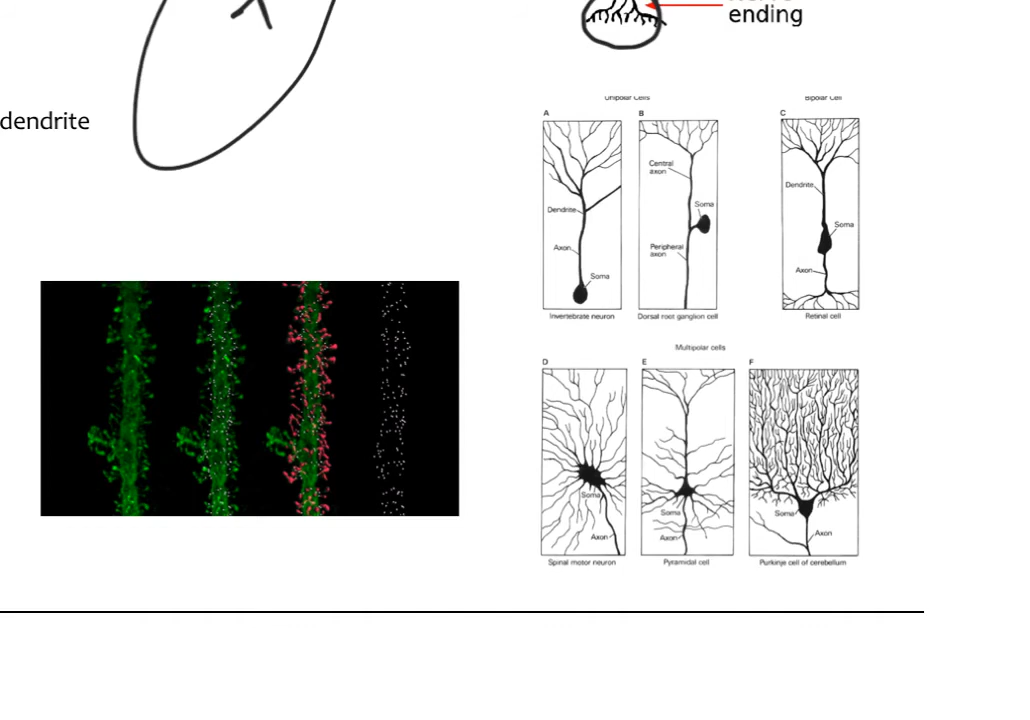 ending
dendrite
Unipolar Cells
Bipolar Cell
A
B
C
Central
axon
Dendrite
Soma
Dendrite
Soma
Axon
Peripheral
axon
Axon
Soma
Invertebrate neuron
Dorsal root ganglion cell
Retinal cell
Multipolar cells
D
E
F
Soma
Soma
Soma
Axon
Axon
Axon
Spinal motor neuron
Pyramidal cell
Purkinje cell of cerebellum